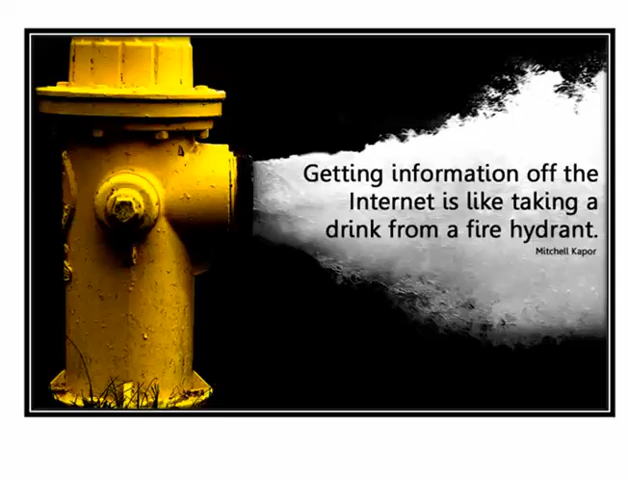 Getting information off the
Internet is like taking a
drink from a fire hydrant.
Mitchell Kapor